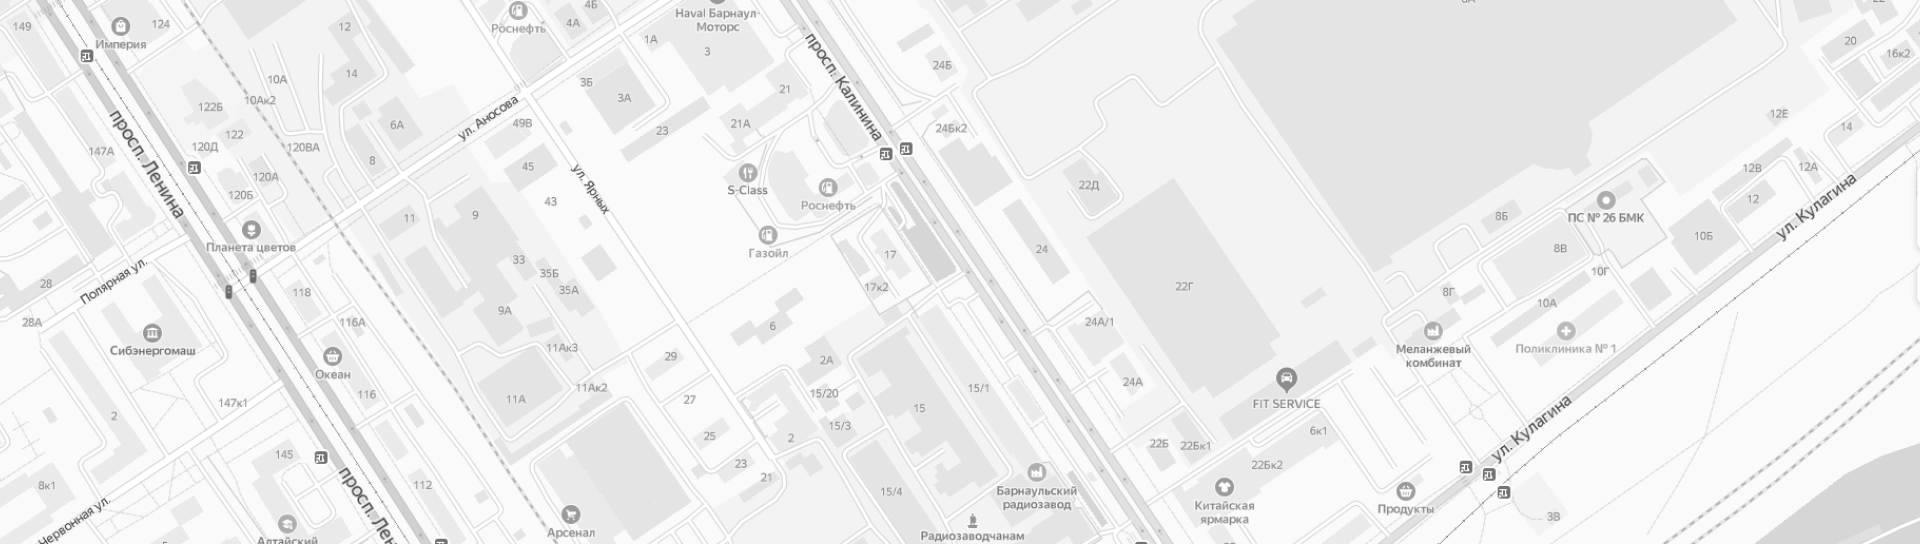 149
124
Империя
12
4Б
4А
Роснефть
1А
Haval Барнаул-
Моторс
3
просп. Калинина
24Б
8А
22
20
16к2
10А
14
10Ак2
122Б
122
120Д
120ВА
6А
8
120А
120Б
147А
просп. Ленина
ул. Аносова
49В
3Б
3А
23
21
21А
24Бк2
12Е
14
45
43
ул. Ярных
S-Class
Роснефть
Газойл
22Д
12В
12А
12
ПС № 26 БМК
8Б
8В
10Б
ул. Кулагина
Планета цветов
11
9
33
35Б
35А
9А
17
17к2
24
22Г
10Г
8Г
10А
Полярная ул.
28
28А
118
116А
Сибэнергомаш
Океан
116
11Ак3
11Ак2
11А
6
2А
29
27
25
23
21
2
15/20
15/3
15
15/1
15/4
24А/1
24А
Меланжевый
комбинат
Поликлиника № 1
FIT SERVICE
6к1
22Б
22Бк1
22Бк2
ул. Кулагина
2
147к1
145
8к1
112
Червонная ул.
просп. Лен
Алтайский
Арсенал
Барнаульский
радиозавод
Радиозаводчанам
Китайская
ярмарка
Продукты
3В